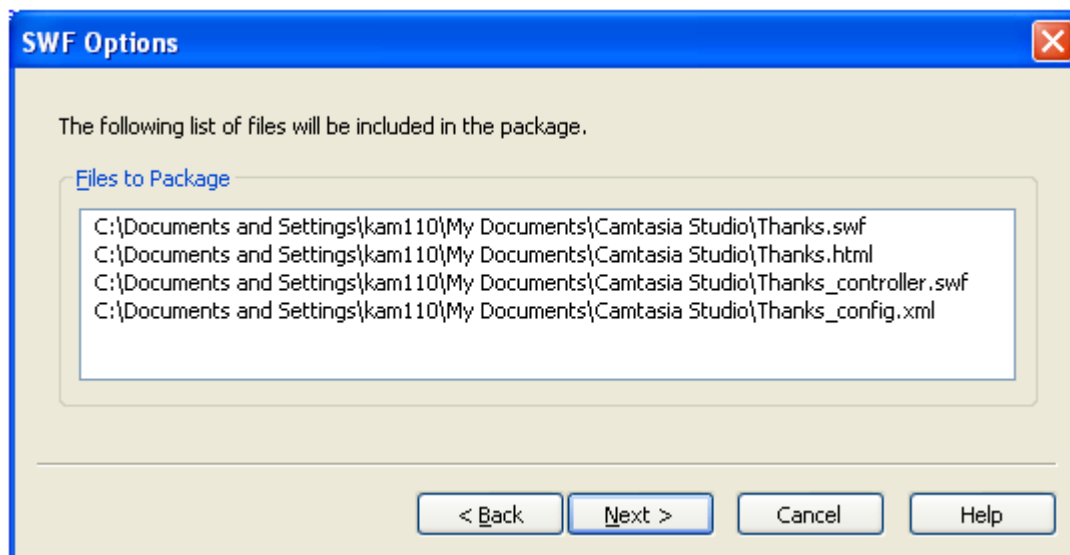 SWF Options
The following list of files will be included in the package.
Files to Package
C:\Documents and Settings\kam110\My Documents\Camtasia Studio\Thanks.swf
C:\Documents and Settings\kam110\My Documents\Camtasia Studio\Thanks.html
C:\Documents and Settings\kam110\My Documents\Camtasia Studio\Thanks_controller.swf
C:\Documents and Settings\kam110\My Documents\Camtasia Studio\Thanks_config.xml
< Back Next > Cancel Help